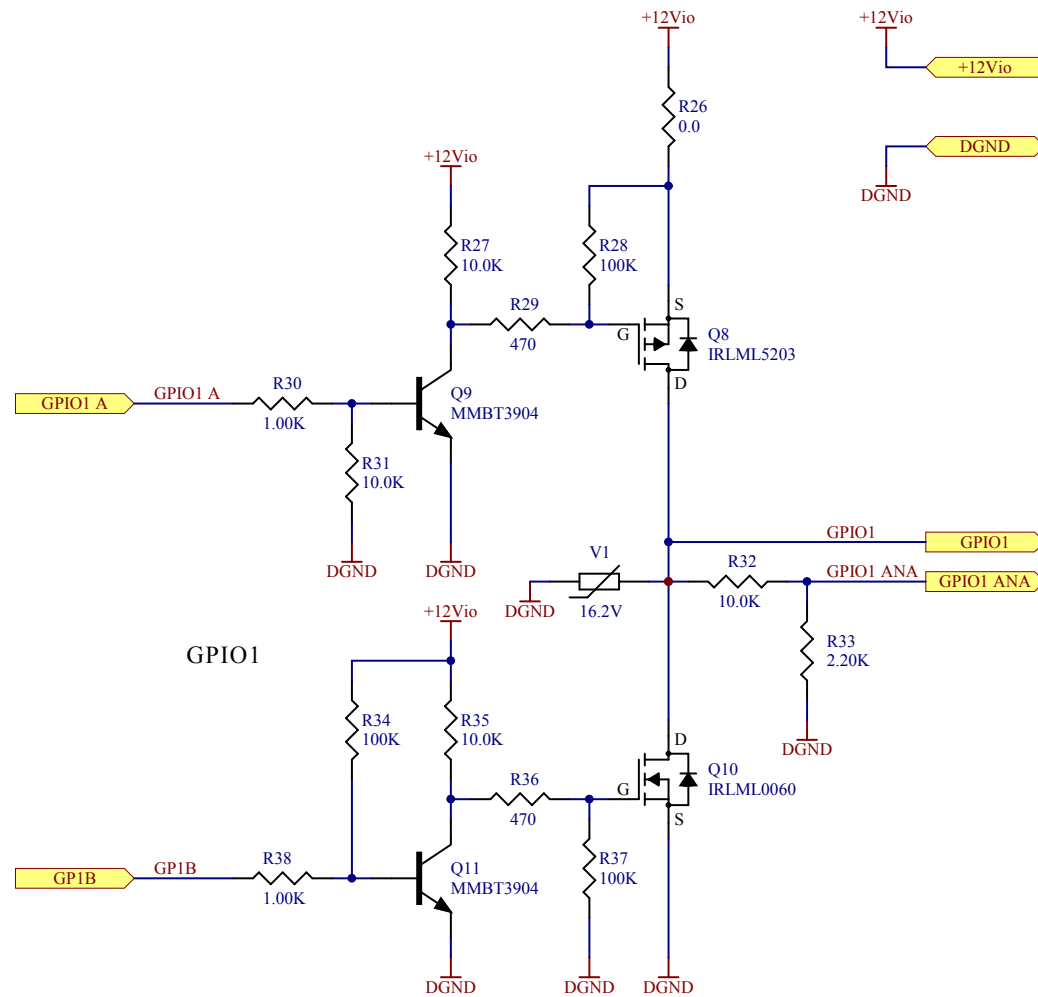 +12Vio
+12Vio
+12Vio
R26
0.0
DGND
+12Vio
DGND
R27
10.0K
R28
100K
R29
470
S
G
Q8
IRLML5203
D
GPIO1 A
GPIO1 A
R30
1.00K
Q9
MMBT3904
R31
10.0K
DGND
DGND
GPIO1
GPIO1
V1
16.2V
DGND
R32
10.0K
GPIO1 ANA
GPIO1 ANA
+12Vio
GPIO1
R33
2.20K
DGND
R34
100K
R35
10.0K
R36
470
D
G
Q10
IRLML0060
S
GP1B
GP1B
R38
1.00K
Q11
MMBT3904
R37
100K
DGND
DGND
DGND